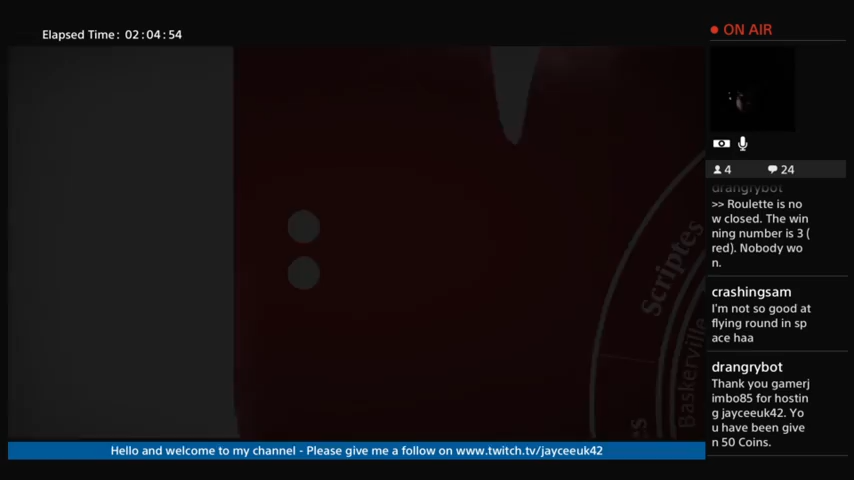 Elapsed Time: 02:04:54
ON AIR
4
24
drangrybot
>> Roulette is no
w closed. The win
ning number is 3 (
red). Nobody wo
n.
crashingsam
I'm not so good at
flying round in sp
ace haa
drangrybot
Thank you gamerj
imbo85 for hostin
g jayceeuk42. Yo
u have been give
n 50 Coins.
Scriptes
Baskerville
es
Hello and welcome to my channel - Please give me a follow on www.twitch.tv/jayceeuk42